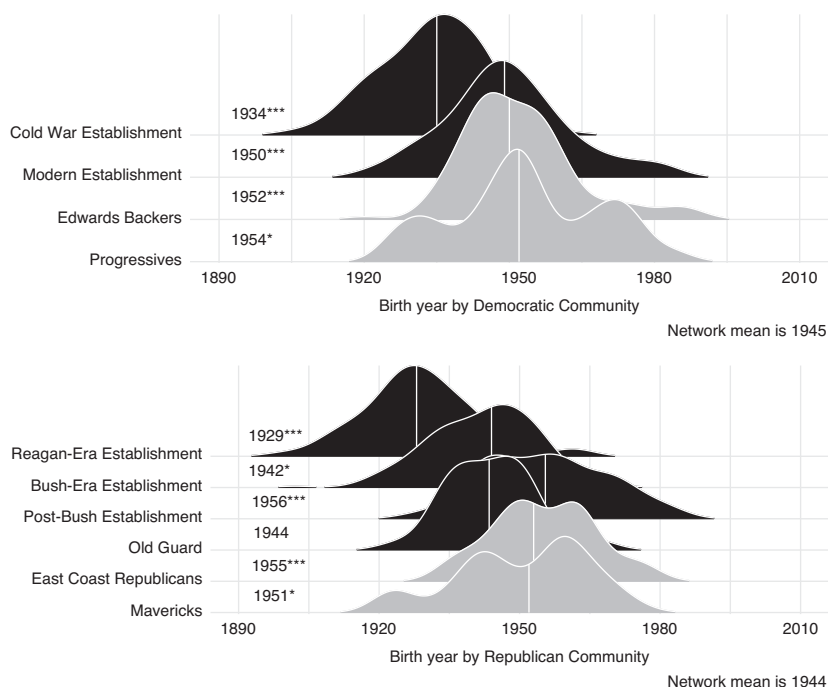 1934***
Cold War Establishment
1950***
Modern Establishment
1952***
Edwards Backers
1954*
Progressives
1890 1920 1950 1980 2010
Birth year by Democratic Community
Network mean is 1945
1929***
Reagan-Era Establishment
1942*
Bush-Era Establishment
1956***
Post-Bush Establishment
1944
Old Guard
1955***
East Coast Republicans
1951*
Mavericks
1890 1920 1950 1980 2010
Birth year by Republican Community
Network mean is 1944